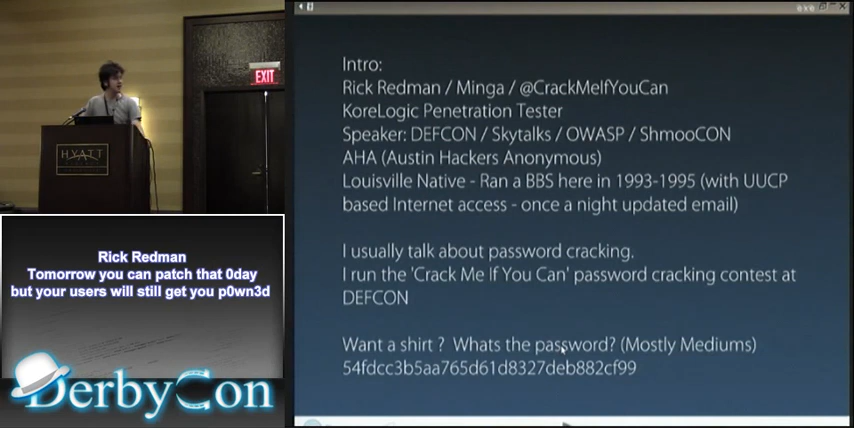 EXIT
HYATT
Rick Redman
Tomorrow you can patch that 0day
but your users will still get you p0wn3d
DerbyCon
Intro:
Rick Redman / Minga / @CrackMeIfYouCan
KoreLogic Penetration Tester
Speaker: DEFCON / Skytalks / OWASP / ShmooCON
AHA (Austin Hackers Anonymous)
Louisville Native - Ran a BBS here in 1993-1995 (with UUCP
based Internet access - once a night updated email)
I usually talk about password cracking.
I run the 'Crack Me If You Can' password cracking contest at
DEFCON
Want a shirt ? Whats the password? (Mostly Mediums)
54fdcc3b5aa765d61d8327deb882cf99